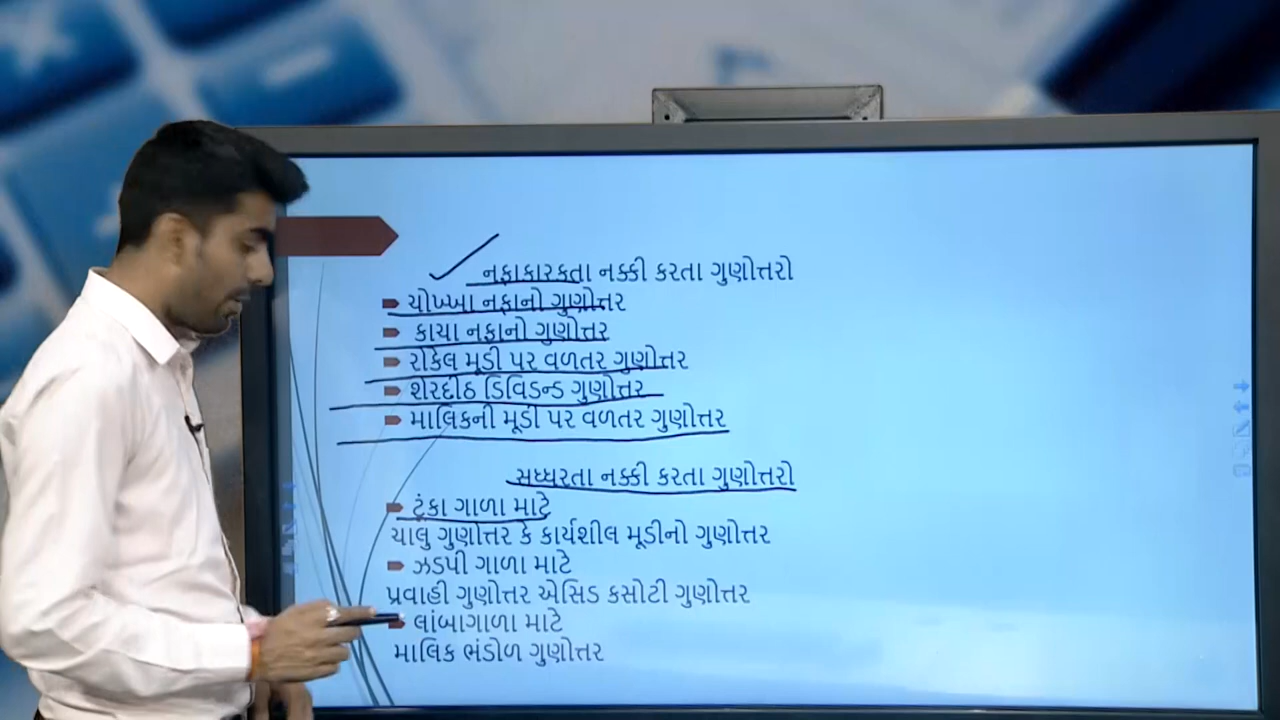 નફાકારકતા નક્કી કરતા ગુણોત્તરો
ચોખ્ખા નફાનો ગુણોત્તર
કાચા નફાનો ગુણોત્તર
રોકેલ મૂડી પર વળતર ગુણોત્તર
શેરદીઠ ડિવિડન્ડ ગુણોત્તર
માલિકની મૂડી પર વળતર ગુણોત્તર
સધ્ધરતા નક્કી કરતા ગુણોત્તરો
ટૂંકા ગાળા માટે
ચાલુ ગુણોત્તર કે કાર્યશીલ મૂડીનો ગુણોત્તર
ઝડપી ગાળા માટે
પ્રવાહી ગુણોત્તર એસિડ કસોટી ગુણોત્તર
લાંબાગાળા માટે
માલિક ભંડોળ ગુણોત્તર